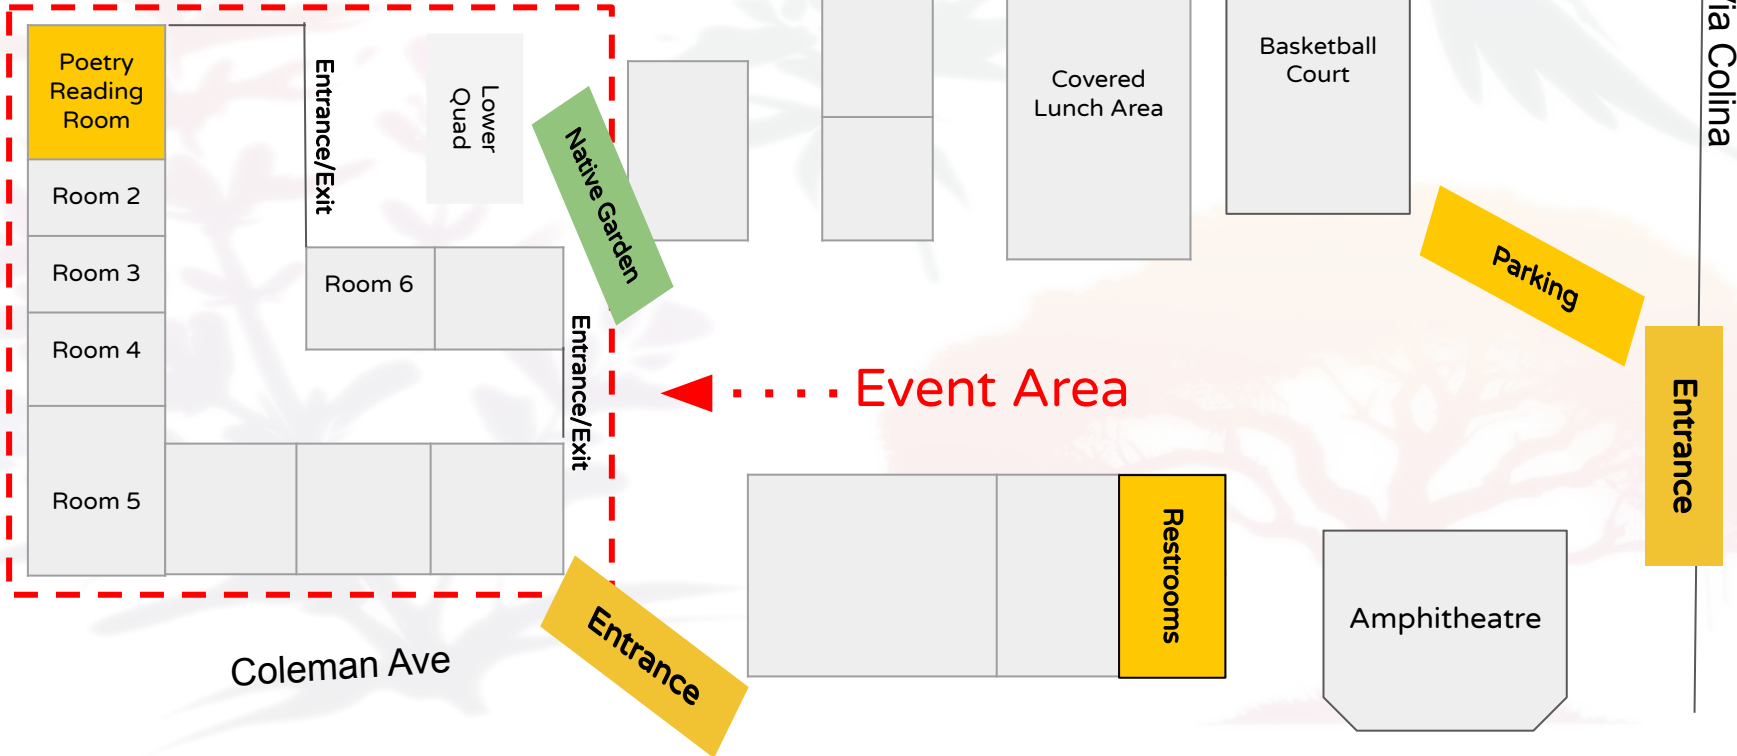 Poetry
Reading
Room
Room 2
Room 3
Room 4
Room 5
Entrance/Exit
Lower
Quad
Native Garden
Room 6
Entrance/Exit
Covered
Lunch Area
Basketball
Court
Via Colina
Parking
Entrance
Event Area
Restrooms
Amphitheatre
Entrance
Coleman Ave